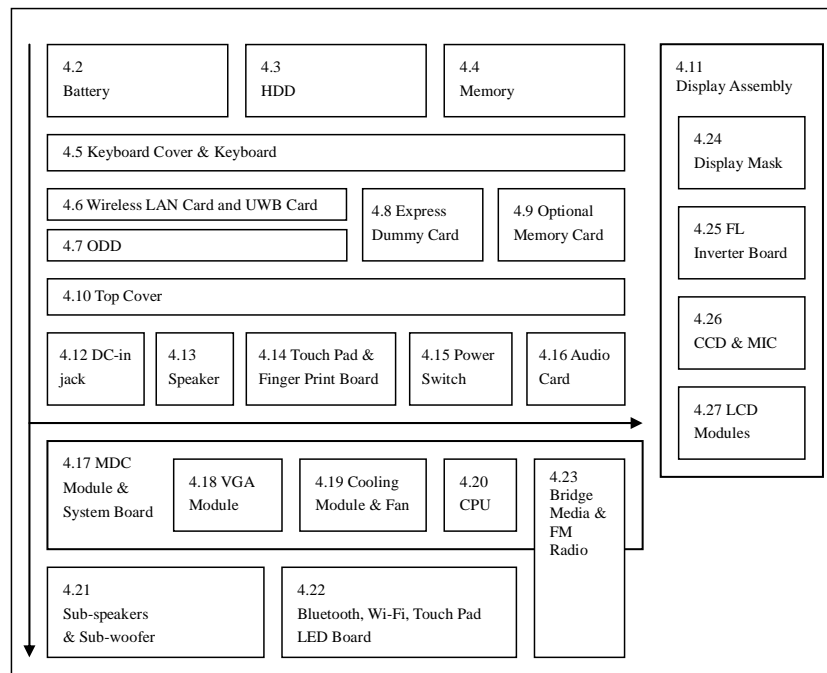 4.2
Battery
4.3
HDD
4.4
Memory
4.5 Keyboard Cover & Keyboard
4.6 Wireless LAN Card and UWB Card
4.7 ODD
4.8 Express
Dummy Card
4.9 Optional
Memory Card
4.10 Top Cover
4.12 DC-in
jack
4.13
Speaker
4.14 Touch Pad &
Finger Print Board
4.15 Power
Switch
4.16 Audio
Card
4.17 MDC
Module &
System Board
4.18 VGA
Module
4.19 Cooling
Module & Fan
4.20
CPU
4.23
Bridge
Media &
FM
Radio
4.21
Sub-speakers
& Sub-woofer
4.22
Bluetooth, Wi-Fi, Touch Pad
LED Board
4.11
Display Assembly
4.24
Display Mask
4.25 FL
Inverter Board
4.26
CCD & MIC
4.27 LCD
Modules